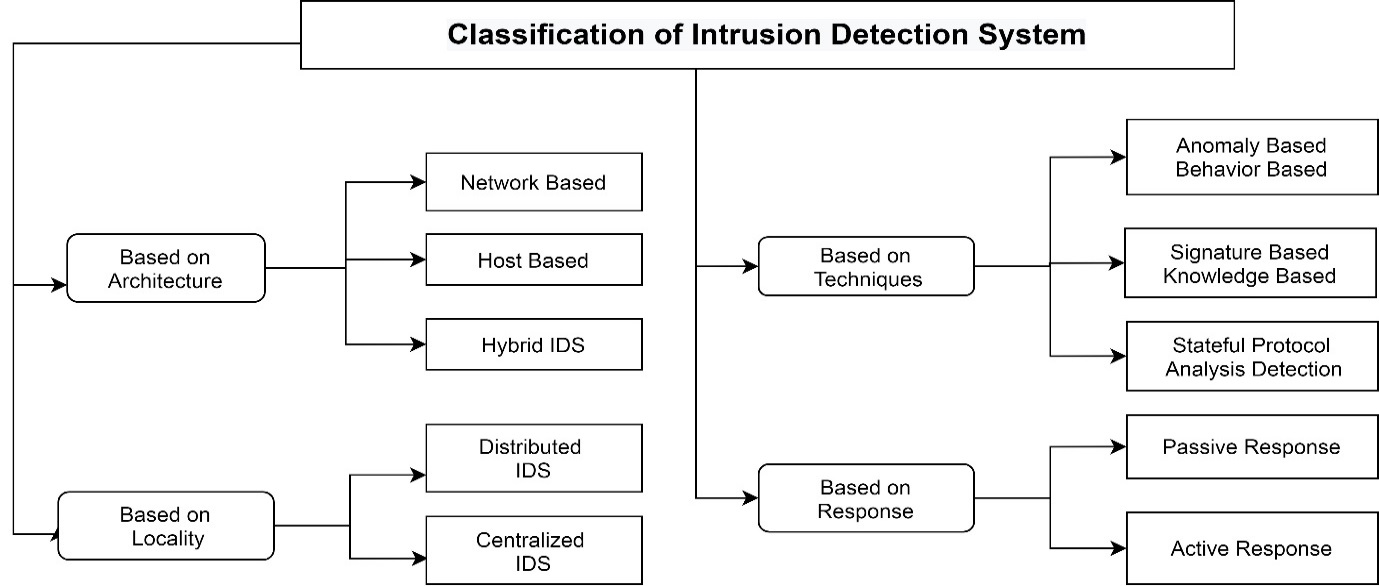 Classification of Intrusion Detection System
Based on
Architecture
Network Based
Host Based
Hybrid IDS
Based on
Locality
Distributed
IDS
Centralized
IDS
Based on
Techniques
Anomaly Based
Behavior Based
Signature Based
Knowledge Based
Stateful Protocol
Analysis Detection
Based on
Response
Passive Response
Active Response